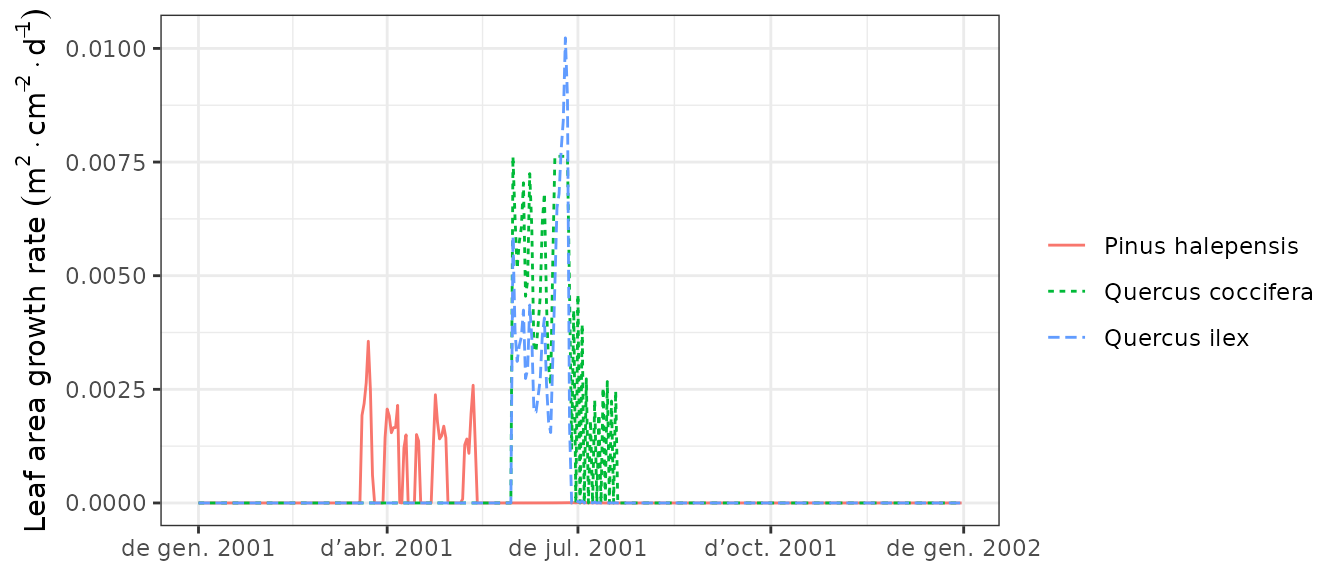 Leaf area growth rate (m² · cm⁻² · d⁻¹)
0.0100
0.0075
0.0050
0.0025
0.0000
de gen. 2001 d’abr. 2001 de jul. 2001 d’oct. 2001 de gen. 2002
Pinus halepensis
Quercus coccifera
Quercus ilex